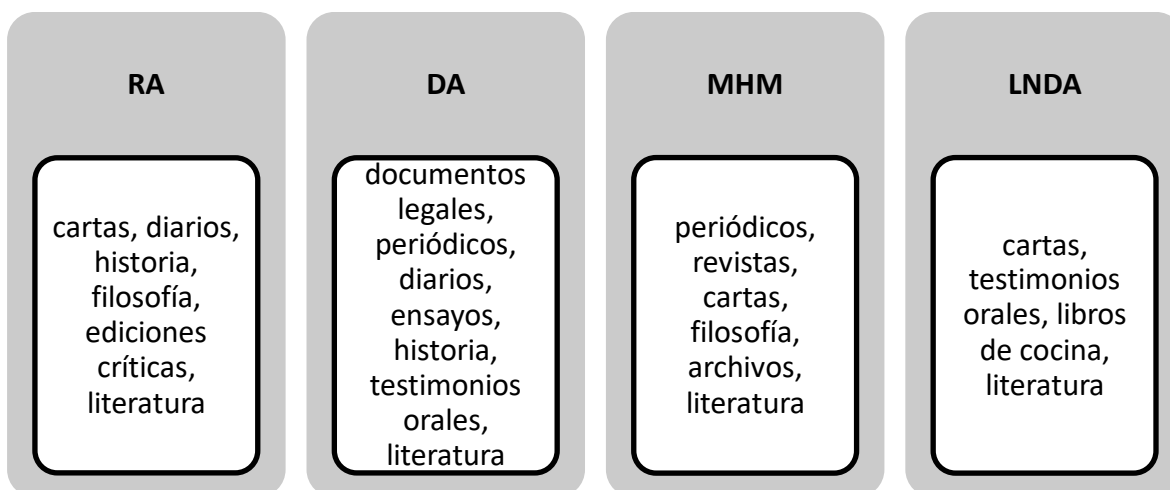 RA
cartas, diarios,
historia,
filosofía,
ediciones
críticas,
literatura
DA
documentos
legales,
periódicos,
diarios,
ensayos,
historia,
testimonios
orales,
literatura
MHM
periódicos,
revistas,
cartas,
filosofía,
archivos,
literatura
LNDA
cartas,
testimonios
orales, libros
de cocina,
literatura